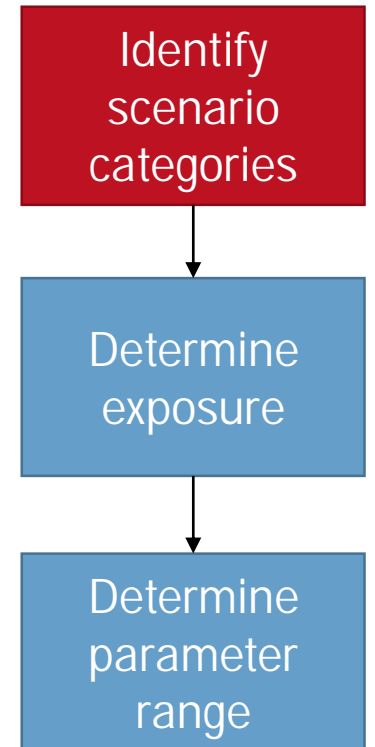 Identify
scenario
categories
Determine
exposure
Determine
parameter
range